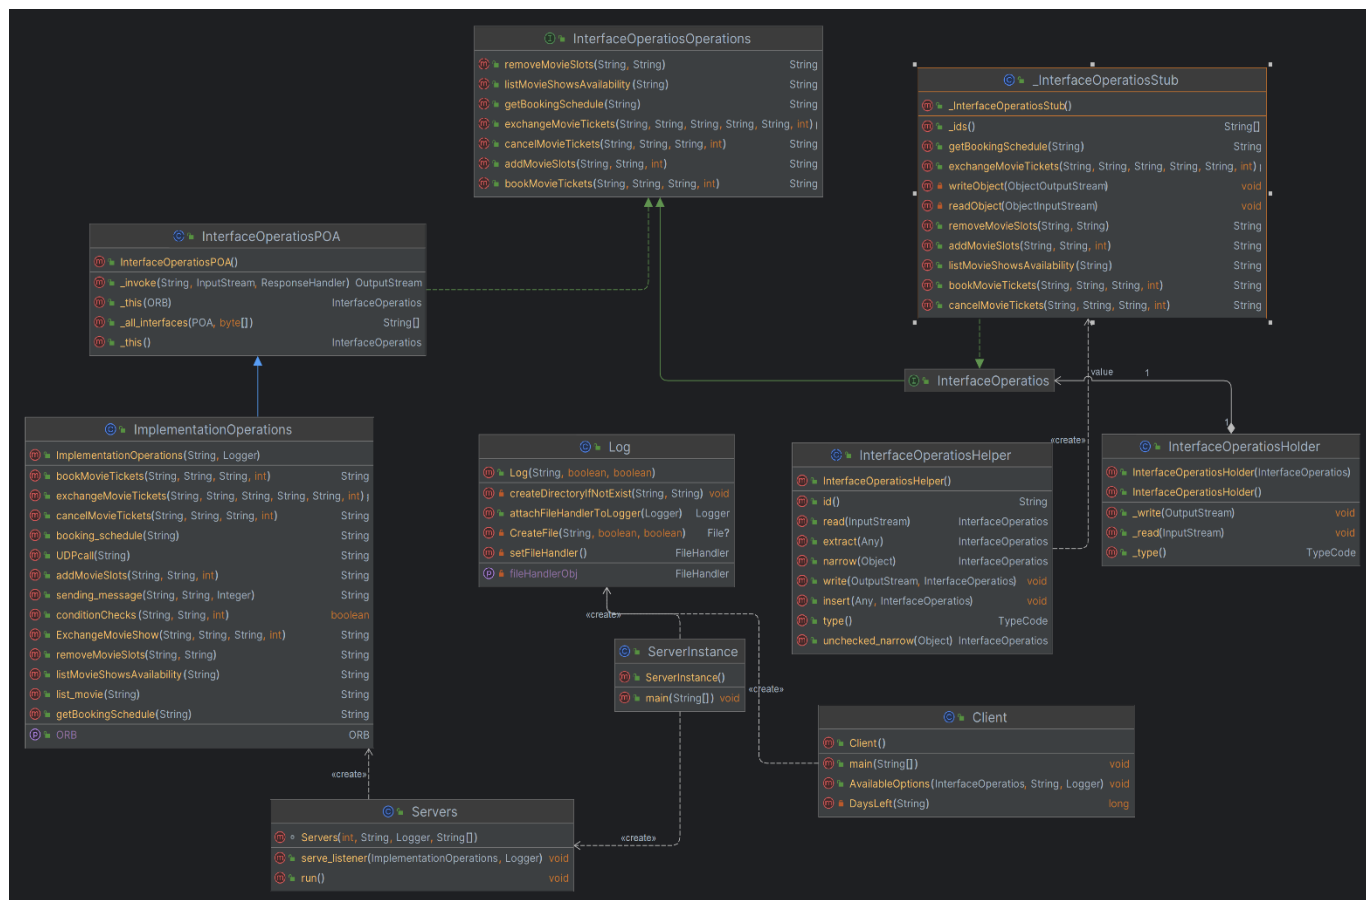 InterfaceOperatiosOperations
removeMovieSlots(String, String) String
listMovieShowsAvailability(String) String
getBookingSchedule(String) String
exchangeMovieTickets(String, String, String, String, String, int)
cancelMovieTickets(String, String, String, int) String
addMovieSlots(String, String, int) String
bookMovieTickets(String, String, String, int) String
_InterfaceOperatiosStub
_InterfaceOperatiosStub()
_ids() String[]
getBookingSchedule(String) String
exchangeMovieTickets(String, String, String, String, String, int)
writeObject(ObjectOutputStream) void
readObject(ObjectInputStream) void
removeMovieSlots(String, String) String
addMovieSlots(String, String, int) String
listMovieShowsAvailability(String) String
bookMovieTickets(String, String, String, int) String
cancelMovieTickets(String, String, String, int) String
InterfaceOperatiosPOA
InterfaceOperatiosPOA()
_invoke(String, InputStream, ResponseHandler) OutputStream
_this(ORB) InterfaceOperatios
_all_interfaces(POA, byte[]) String[]
_this() InterfaceOperatios
InterfaceOperatios
value
1
1
«create»
ImplementationOperations
ImplementationOperations(String, Logger)
bookMovieTickets(String, String, String, int) String
exchangeMovieTickets(String, String, String, String, String, int)
cancelMovieTickets(String, String, String, int) String
booking_schedule(String) String
UDPcall(String) String
addMovieSlots(String, String, int) String
sending_message(String, String, Integer) String
conditionChecks(String, String, int) boolean
ExchangeMovieShow(String, String, String, int) String
removeMovieSlots(String, String) String
listMovieShowsAvailability(String) String
list_movie(String) String
getBookingSchedule(String) String
ORB ORB
Log
Log(String, boolean, boolean)
createDirectoryIfNotExist(String, String) void
attachFileHandlerToLogger(Logger) Logger
CreateFile(String, boolean, boolean) File?
setFileHandler() FileHandler
fileHandlerObj FileHandler
InterfaceOperatiosHelper
InterfaceOperatiosHelper()
id() String
read(InputStream) InterfaceOperatios
extract(Any) InterfaceOperatios
narrow(Object) InterfaceOperatios
write(OutputStream, InterfaceOperatios) void
insert(Any, InterfaceOperatios) void
type() TypeCode
unchecked_narrow(Object) InterfaceOperatios
InterfaceOperatiosHolder
InterfaceOperatiosHolder(InterfaceOperatios)
InterfaceOperatiosHolder()
_write(OutputStream) void
_read(InputStream) void
_type() TypeCode
«create»
ServerInstance
ServerInstance()
main(String[]) void
«create»
Client
Client()
main(String[]) void
AvailableOptions(InterfaceOperatios, String, Logger) void
DaysLeft(String) long
«create»
Servers
Servers(int, String, Logger, String[])
serve_listener(ImplementationOperations, Logger) void
run() void
«create»